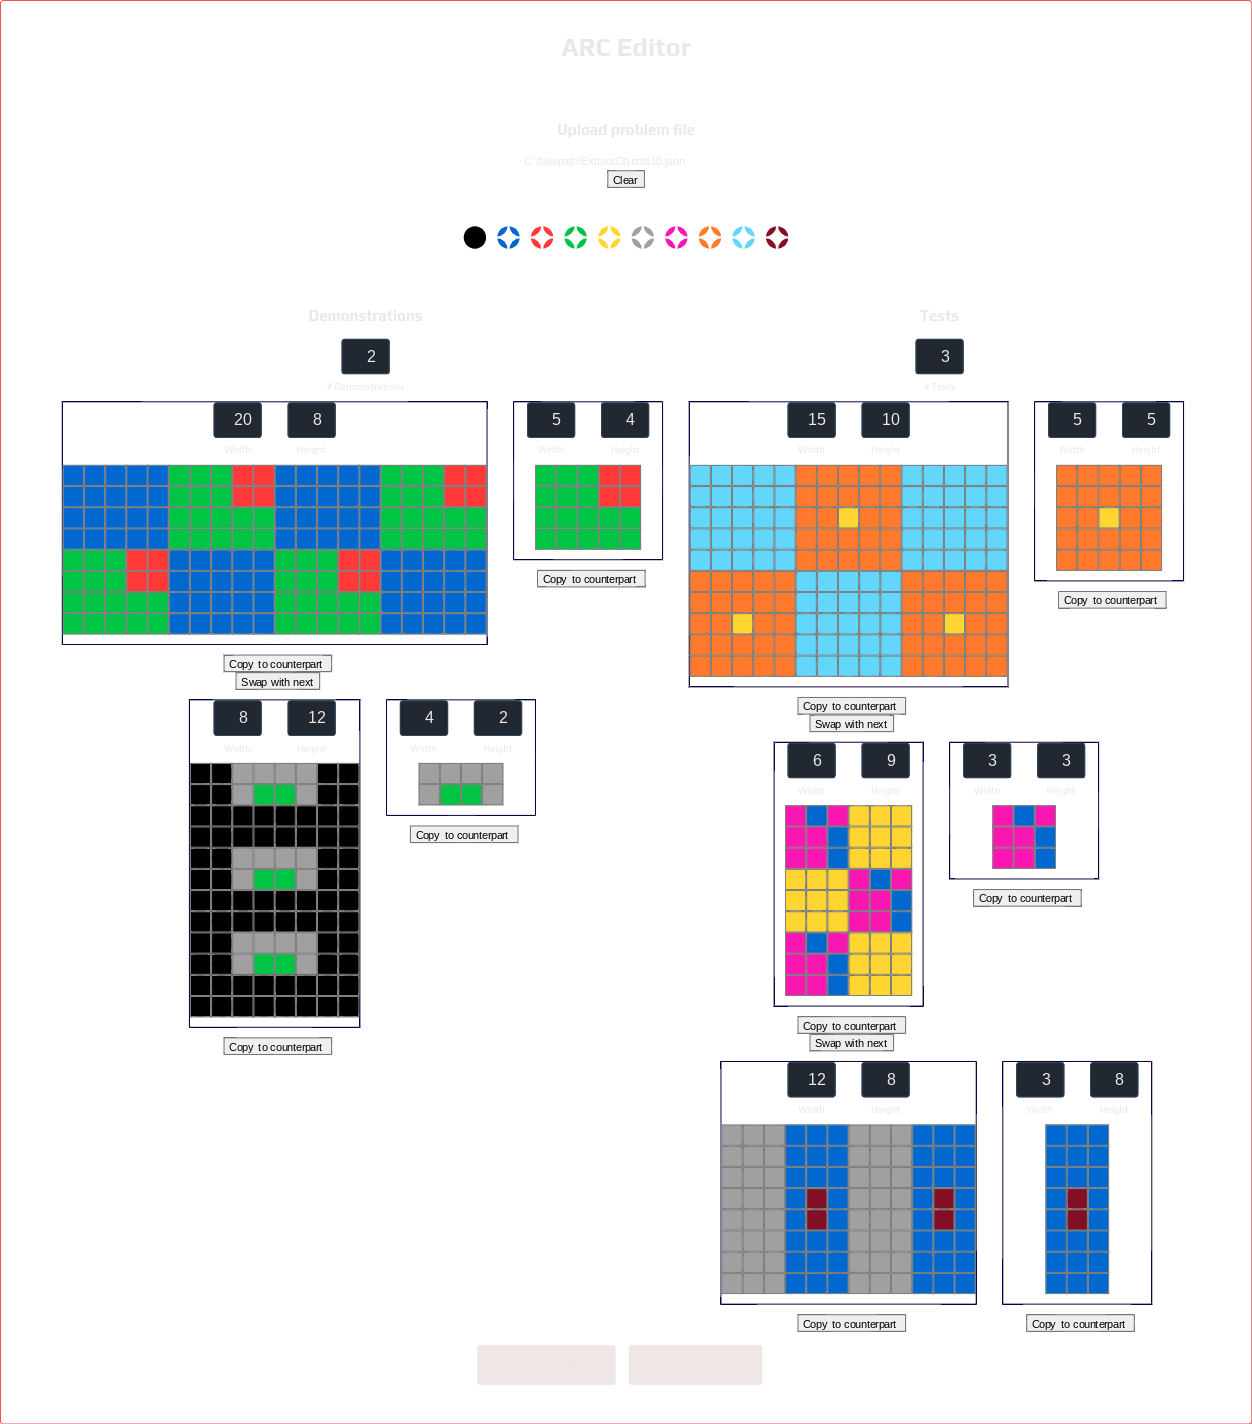 ARC Editor
Upload problem file
C:\fakepath\ExtractObjects10.json
Clear
Demonstrations
Tests
2
3
# Demonstrations
# Tests
20 8
Width Height
5 4
Width Height
15 10
Width Height
5 5
Width Height
Copy to counterpart
Copy to counterpart
Copy to counterpart
Swap with next
Copy to counterpart
Swap with next
8 12
Width Height
4 2
Width Height
6 9
Width Height
3 3
Width Height
Copy to counterpart
Copy to counterpart
Copy to counterpart
Swap with next
Copy to counterpart
12 8
Width Height
3 8
Width Height
Copy to counterpart
Copy to counterpart